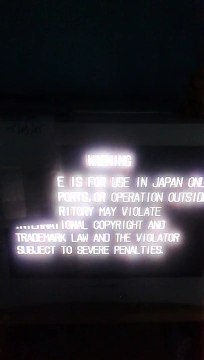 WARNING
E IS FOR USE IN JAPAN ONL
PORTS, OR OPERATION OUTSID
RITORY MAY VIOLATE
INTERNATIONAL COPYRIGHT AND
TRADEMARK LAW AND THE VIOLATOR
SUBJECT TO SEVERE PENALTIES.